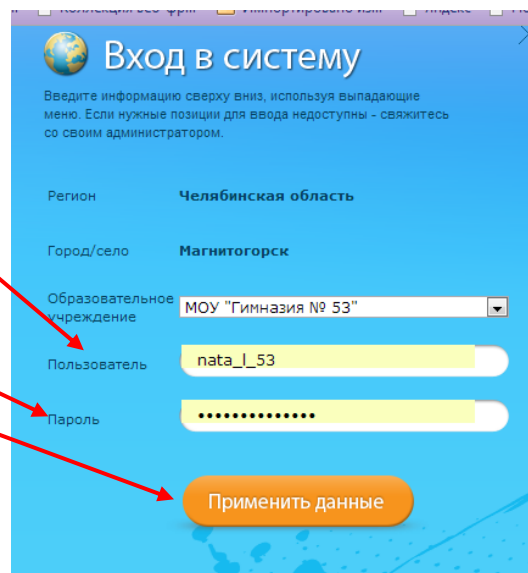 Вход в систему
Введите информацию сверху вниз, используя выпадающие
меню. Если нужные позиции для ввода недоступны - свяжитесь
со своим администратором.
Регион Челябинская область
Город/село Магнитогорск
Образовательное
учреждение МОУ "Гимназия № 53"
Пользователь nata_l_53
Пароль ••••••••••••••
Применить данные